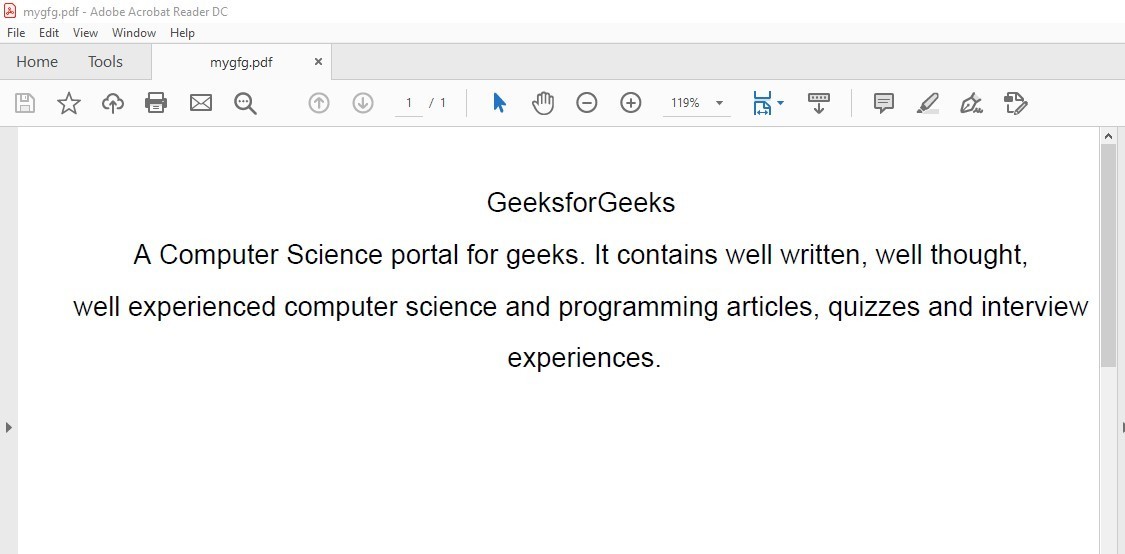 mygfg.pdf - Adobe Acrobat Reader DC
File Edit View Window Help
Home Tools mygfg.pdf ×
1 / 1 119%
GeeksforGeeks
A Computer Science portal for geeks. It contains well written, well thought,
well experienced computer science and programming articles, quizzes and interview
experiences.